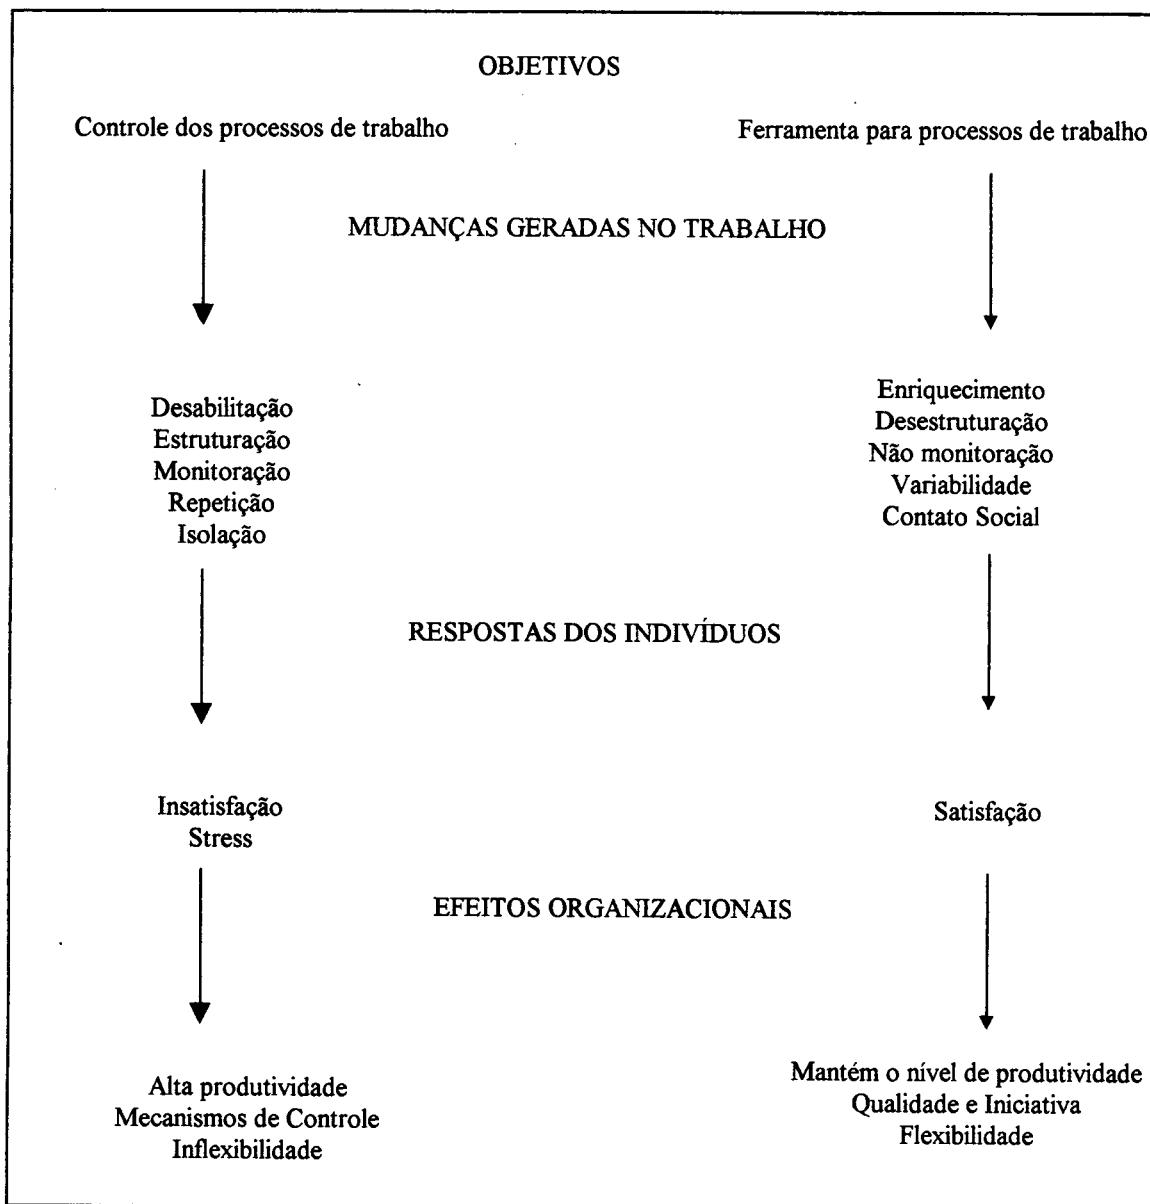 OBJETIVOS
Controle dos processos de trabalho
Ferramenta para processos de trabalho
MUDANÇAS GERADAS NO TRABALHO
Desabilitação
Estruturação
Monitoração
Repetição
Isolação
Enriquecimento
Desestruturação
Não monitoração
Variabilidade
Contato Social
RESPOSTAS DOS INDIVÍDUOS
Insatisfação
Stress
Satisfação
EFEITOS ORGANIZACIONAIS
Alta produtividade
Mecanismos de Controle
Inflexibilidade
Mantém o nível de produtividade
Qualidade e Iniciativa
Flexibilidade